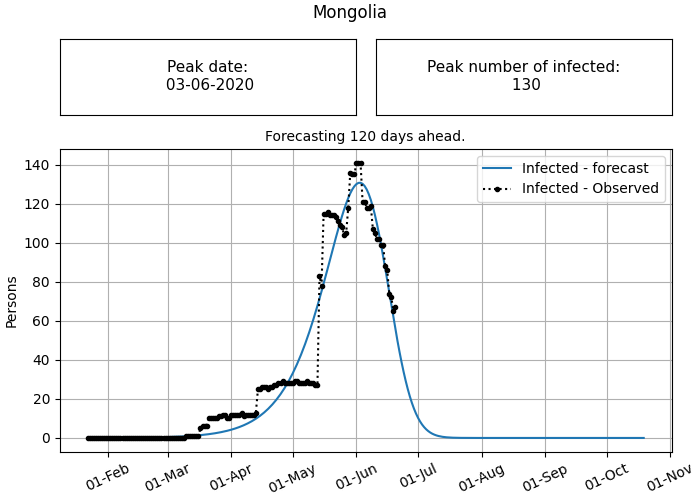 Mongolia
Peak date:
03-06-2020
Peak number of infected:
130
Forecasting 120 days ahead.
Infected - forecast
Infected - Observed
Persons
140
120
100
80
60
40
20
0
01-Feb
01-Mar
01-Apr
01-May
01-Jun
01-Jul
01-Aug
01-Sep
01-Oct
01-Nov